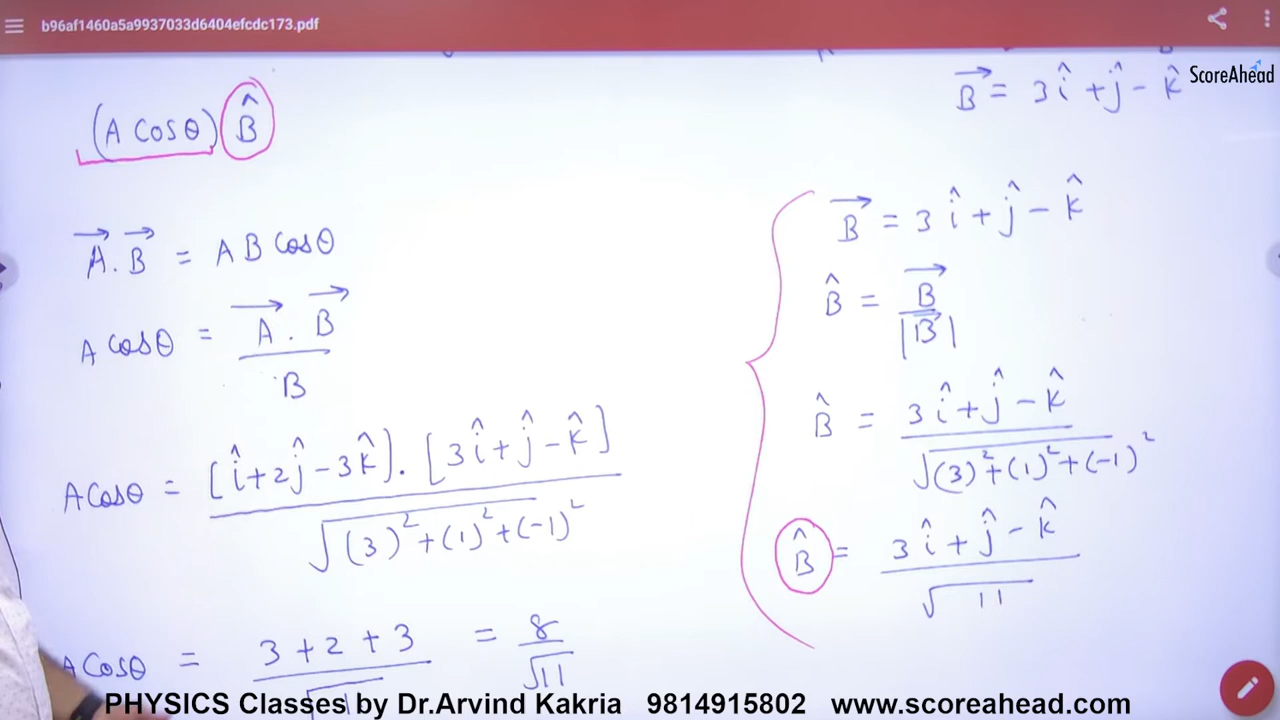 b96af1460a5a9937033d6404efcdc173.pdf
ScoreAhead
B⃗ = 3î + ĵ - k̂
(A Cosθ) B̂
A⃗ . B⃗ = A B Cosθ
A Cosθ = A⃗ . B⃗ / B
A Cosθ = [î + 2ĵ - 3k̂] . [3î + ĵ - k̂] / √(3)² + (1)² + (-1)²
A Cosθ = 3 + 2 + 3 / √11 = 8 / √11
B⃗ = 3î + ĵ - k̂
B̂ = B⃗ / |B⃗|
B̂ = 3î + ĵ - k̂ / √(3)² + (1)² + (-1)²
B̂ = 3î + ĵ - k̂ / √11
PHYSICS Classes by Dr.Arvind Kakria 9814915802 www.scoreahead.com